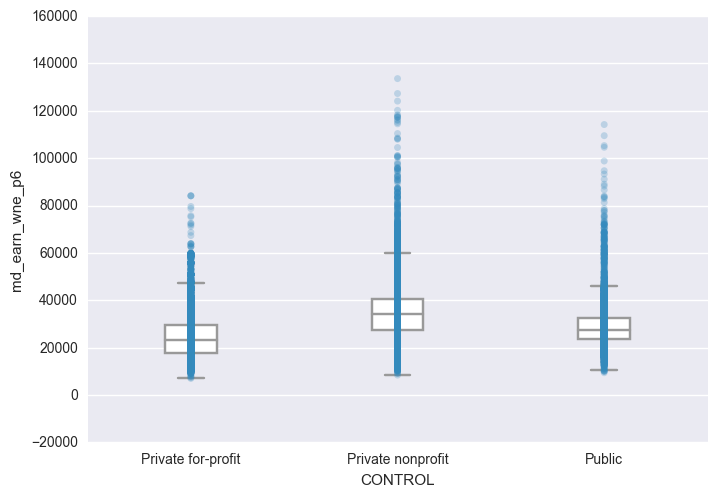 160000
140000
120000
100000
80000
60000
40000
20000
0
−20000
md_earn_wne_p6
Private for-profit
Private nonprofit
Public
CONTROL